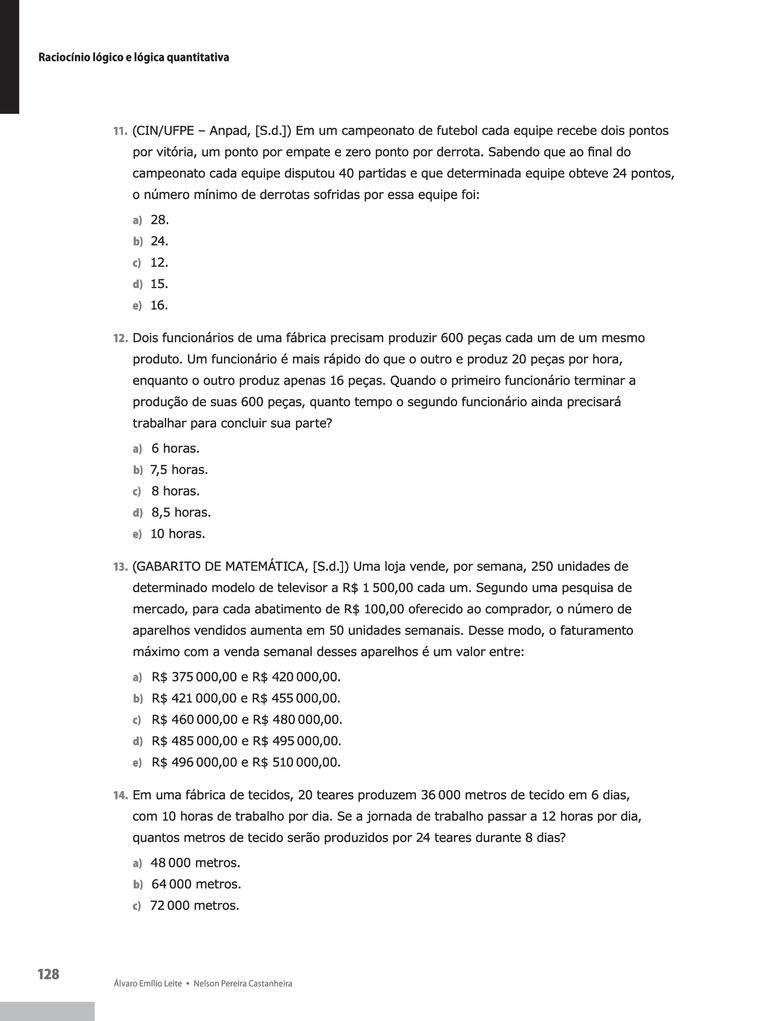 Raciocínio lógico e lógica quantitativa
11. (CIN/UFPE – Anpad, [S.d.]) Em um campeonato de futebol cada equipe recebe dois pontos
por vitória, um ponto por empate e zero ponto por derrota. Sabendo que ao final do
campeonato cada equipe disputou 40 partidas e que determinada equipe obteve 24 pontos,
o número mínimo de derrotas sofridas por essa equipe foi:
a) 28.
b) 24.
c) 12.
d) 15.
e) 16.
12. Dois funcionários de uma fábrica precisam produzir 600 peças cada um de um mesmo
produto. Um funcionário é mais rápido do que o outro e produz 20 peças por hora,
enquanto o outro produz apenas 16 peças. Quando o primeiro funcionário terminar a
produção de suas 600 peças, quanto tempo o segundo funcionário ainda precisará
trabalhar para concluir sua parte?
a) 6 horas.
b) 7,5 horas.
c) 8 horas.
d) 8,5 horas.
e) 10 horas.
13. (GABARITO DE MATEMÁTICA, [S.d.]) Uma loja vende, por semana, 250 unidades de
determinado modelo de televisor a R$ 1 500,00 cada um. Segundo uma pesquisa de
mercado, para cada abatimento de R$ 100,00 oferecido ao comprador, o número de
aparelhos vendidos aumenta em 50 unidades semanais. Desse modo, o faturamento
máximo com a venda semanal desses aparelhos é um valor entre:
a) R$ 375 000,00 e R$ 420 000,00.
b) R$ 421 000,00 e R$ 455 000,00.
c) R$ 460 000,00 e R$ 480 000,00.
d) R$ 485 000,00 e R$ 495 000,00.
e) R$ 496 000,00 e R$ 510 000,00.
14. Em uma fábrica de tecidos, 20 teares produzem 36 000 metros de tecido em 6 dias,
com 10 horas de trabalho por dia. Se a jornada de trabalho passar a 12 horas por dia,
quantos metros de tecido serão produzidos por 24 teares durante 8 dias?
a) 48 000 metros.
b) 64 000 metros.
c) 72 000 metros.
128
Álvaro Emílio Leite • Nelson Pereira Castanheira